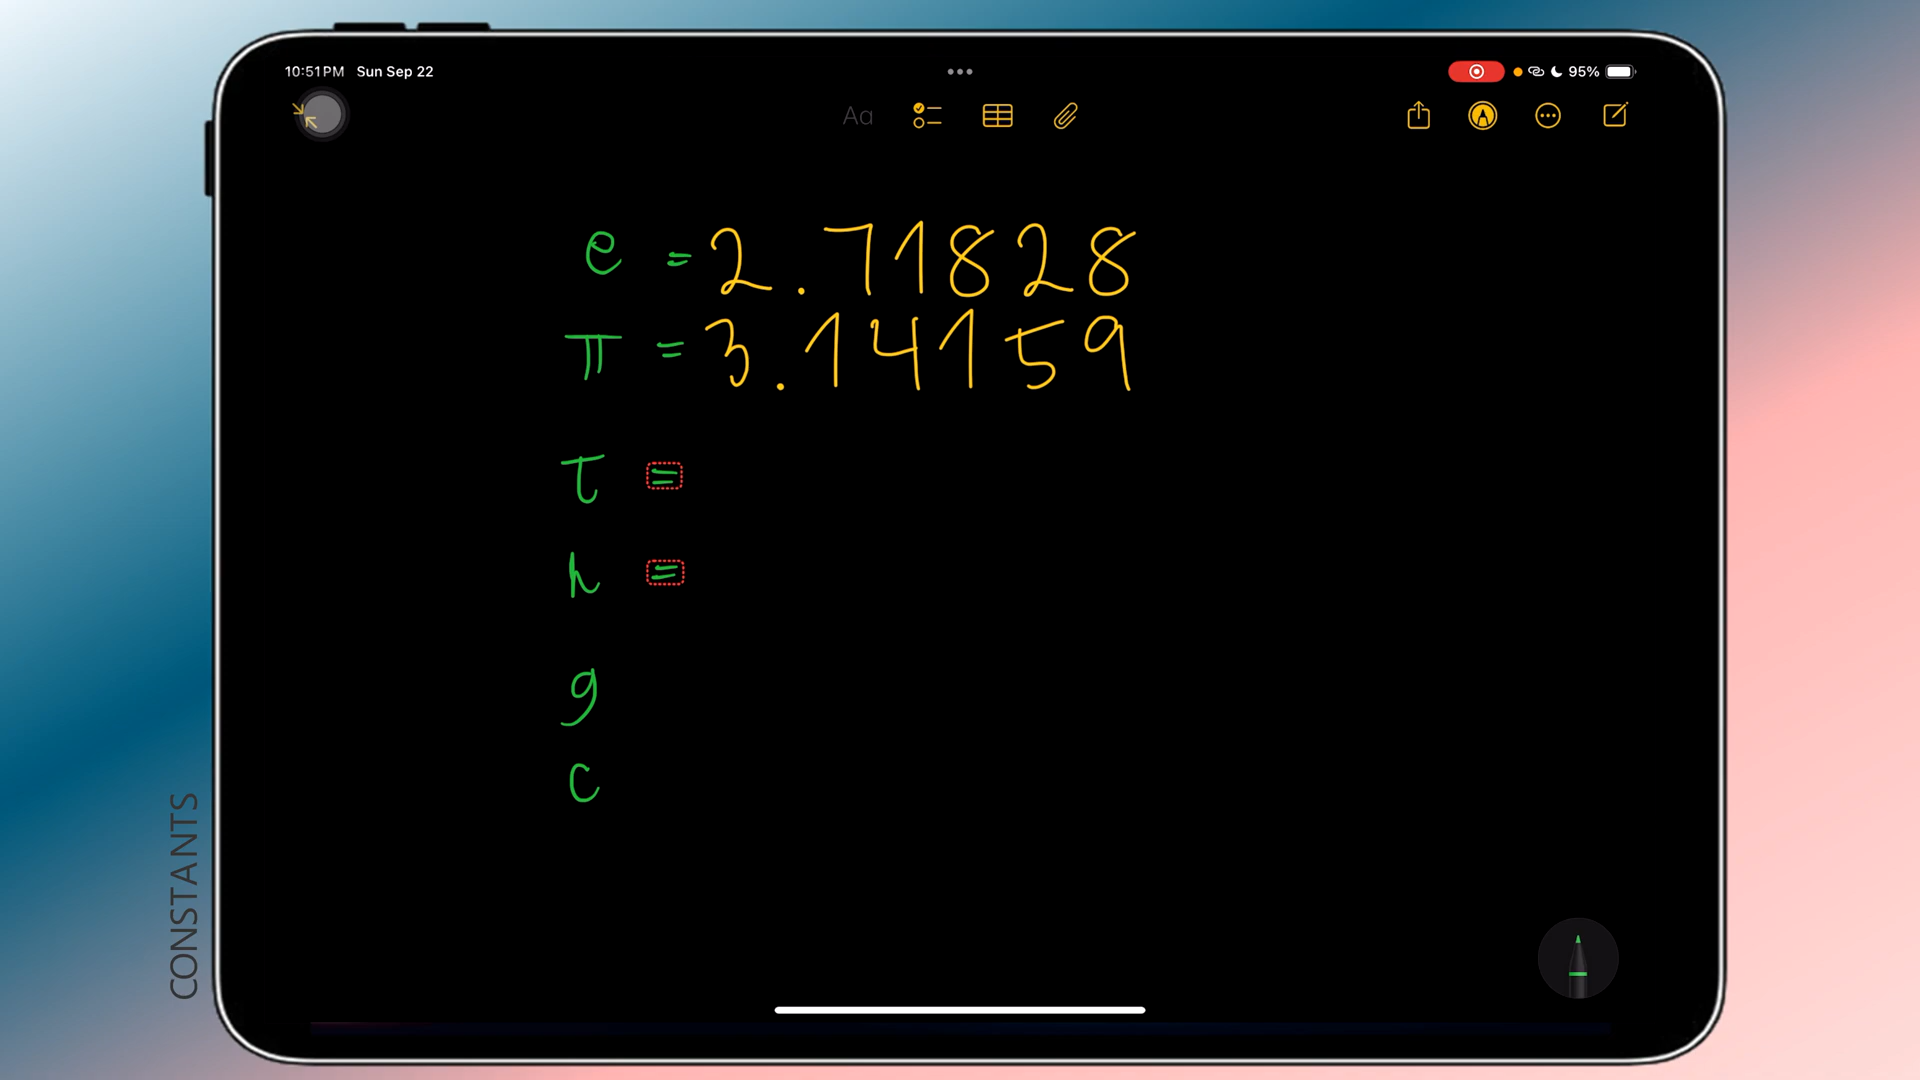 10:51 PM Sun Sep 22
95%
Aa
e = 2.71828
π = 3.14159
τ =
h =
g
c
CONSTANTS